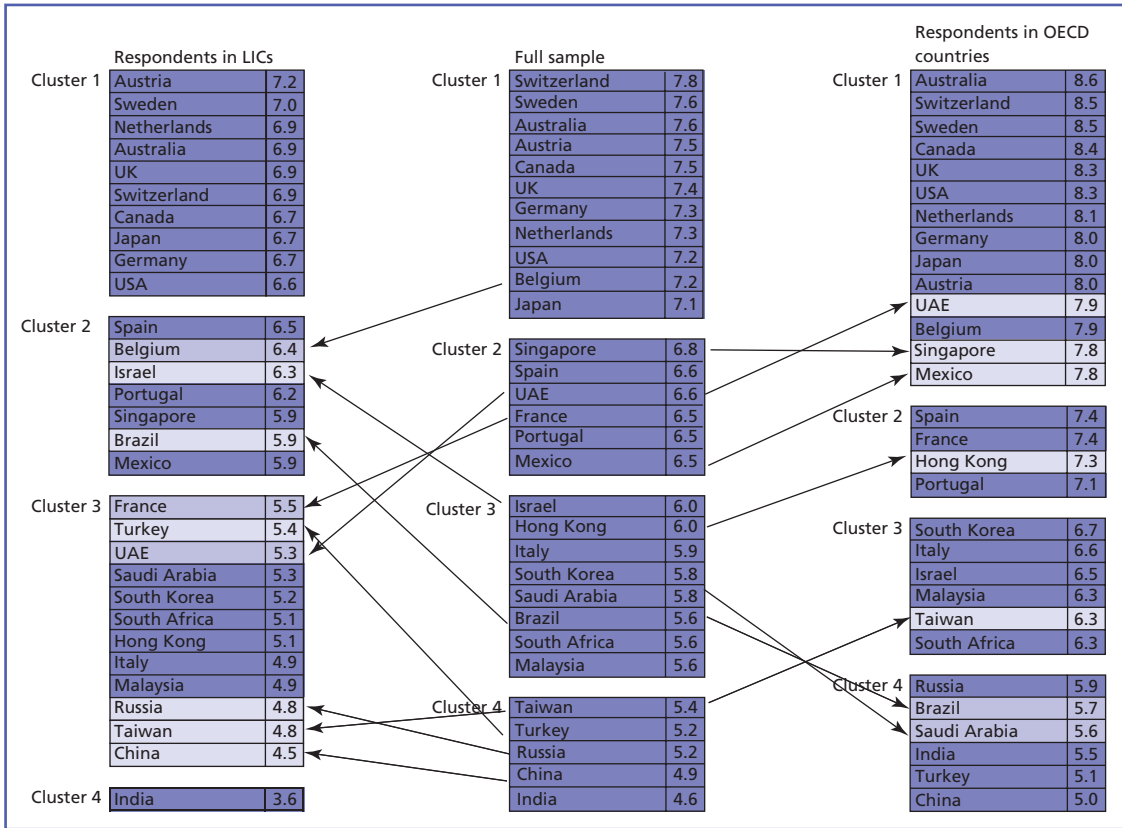 Respondents in LICs
Cluster 1
Austria 7.2
Sweden 7.0
Netherlands 6.9
Australia 6.9
UK 6.9
Switzerland 6.9
Canada 6.7
Japan 6.7
Germany 6.7
USA 6.6
Cluster 2
Spain 6.5
Belgium 6.4
Israel 6.3
Portugal 6.2
Singapore 5.9
Brazil 5.9
Mexico 5.9
Cluster 3
France 5.5
Turkey 5.4
UAE 5.3
Saudi Arabia 5.3
South Korea 5.2
South Africa 5.1
Hong Kong 5.1
Italy 4.9
Malaysia 4.9
Russia 4.8
Taiwan 4.8
China 4.5
Cluster 4
India 3.6
Full sample
Cluster 1
Switzerland 7.8
Sweden 7.6
Australia 7.6
Austria 7.5
Canada 7.5
UK 7.4
Germany 7.3
Netherlands 7.3
USA 7.2
Belgium 7.2
Japan 7.1
Cluster 2
Singapore 6.8
Spain 6.6
UAE 6.6
France 6.5
Portugal 6.5
Mexico 6.5
Cluster 3
Israel 6.0
Hong Kong 6.0
Italy 5.9
South Korea 5.8
Saudi Arabia 5.8
Brazil 5.6
South Africa 5.6
Malaysia 5.6
Cluster 4
Taiwan 5.4
Turkey 5.2
Russia 5.2
China 4.9
India 4.6
Respondents in OECD
countries
Cluster 1
Australia 8.6
Switzerland 8.5
Sweden 8.5
Canada 8.4
UK 8.3
USA 8.3
Netherlands 8.1
Germany 8.0
Japan 8.0
Austria 8.0
UAE 7.9
Belgium 7.9
Singapore 7.8
Mexico 7.8
Cluster 2
Spain 7.4
France 7.4
Hong Kong 7.3
Portugal 7.1
Cluster 3
South Korea 6.7
Italy 6.6
Israel 6.5
Malaysia 6.3
Taiwan 6.3
South Africa 6.3
Cluster 4
Russia 5.9
Brazil 5.7
Saudi Arabia 5.6
India 5.5
Turkey 5.1
China 5.0